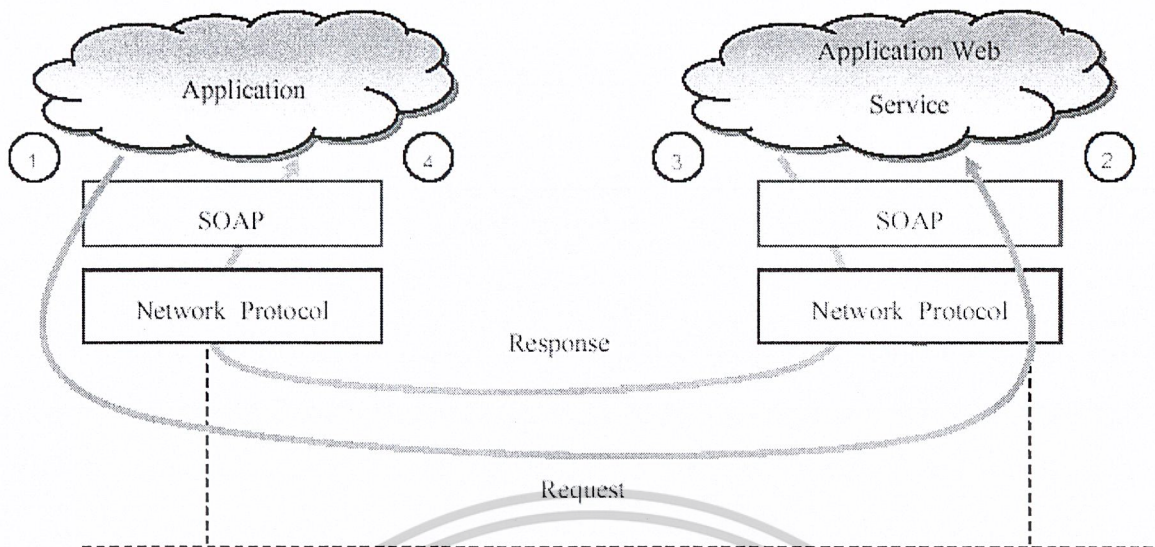 Application
Application Web
Service
1
4
3
2
SOAP
SOAP
Network Protocol
Network Protocol
Response
Request